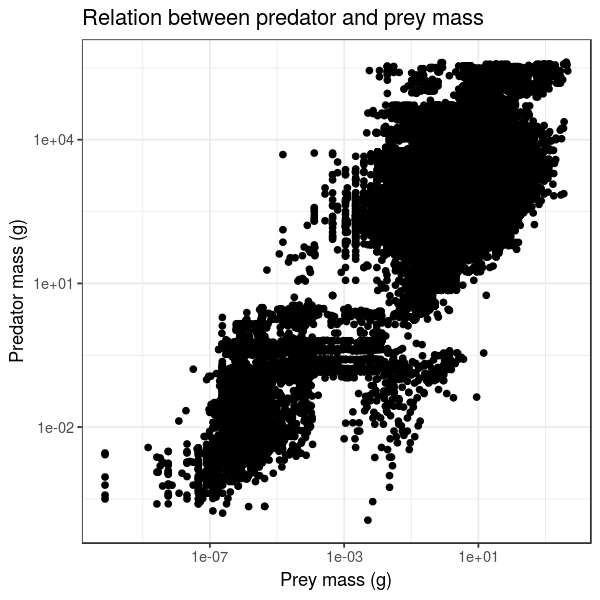 Relation between predator and prey mass
1e+04
1e+01
1e-02
Predator mass (g)
1e-07
1e-03
1e+01
Prey mass (g)